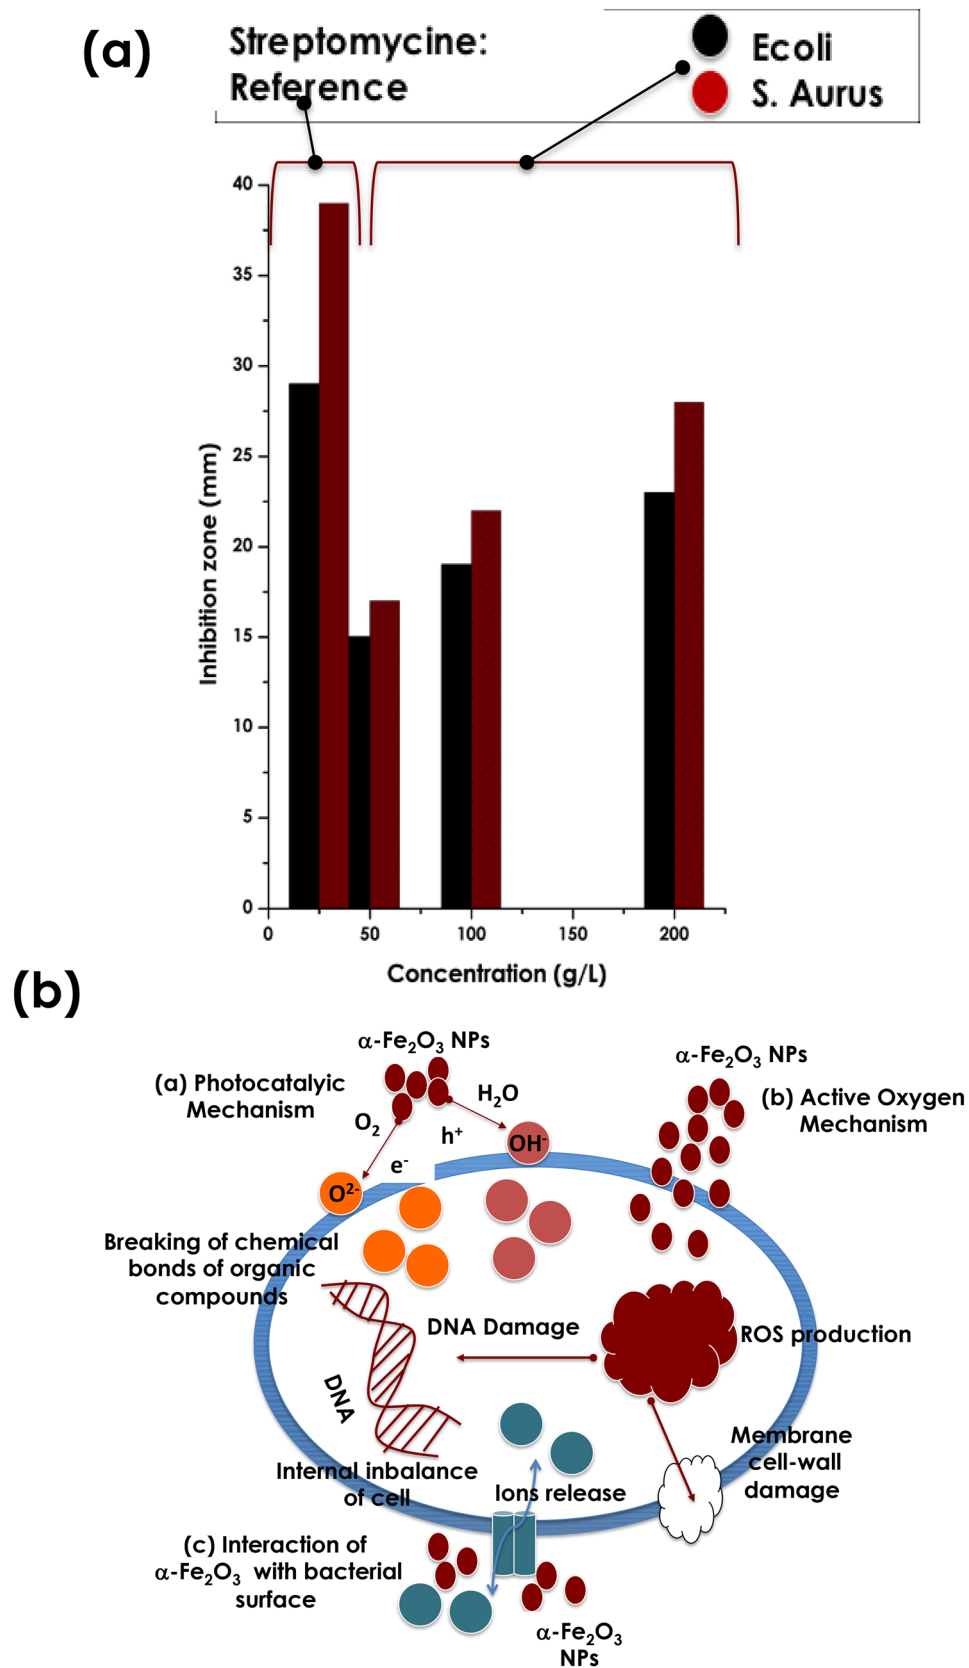 (a)
Streptomycine:
Reference
Ecoli
S. Aurus
40
35
30
25
20
15
10
5
0
Inhibition zone (mm)
0 50 100 150 200
Concentration (g/L)
(b)
α-Fe₂O₃ NPs
α-Fe₂O₃ NPs
(a) Photocatalyic
Mechanism
(b) Active Oxygen
Mechanism
H₂O
O₂
h⁺
OH⁻
e⁻
O²⁻
Breaking of chemical
bonds of organic
compounds
DNA Damage
ROS production
DNA
Membrane
cell-wall
damage
Internal inbalance
of cell
Ions release
(c) Interaction of
α-Fe₂O₃ with bacterial
surface
α-Fe₂O₃
NPs